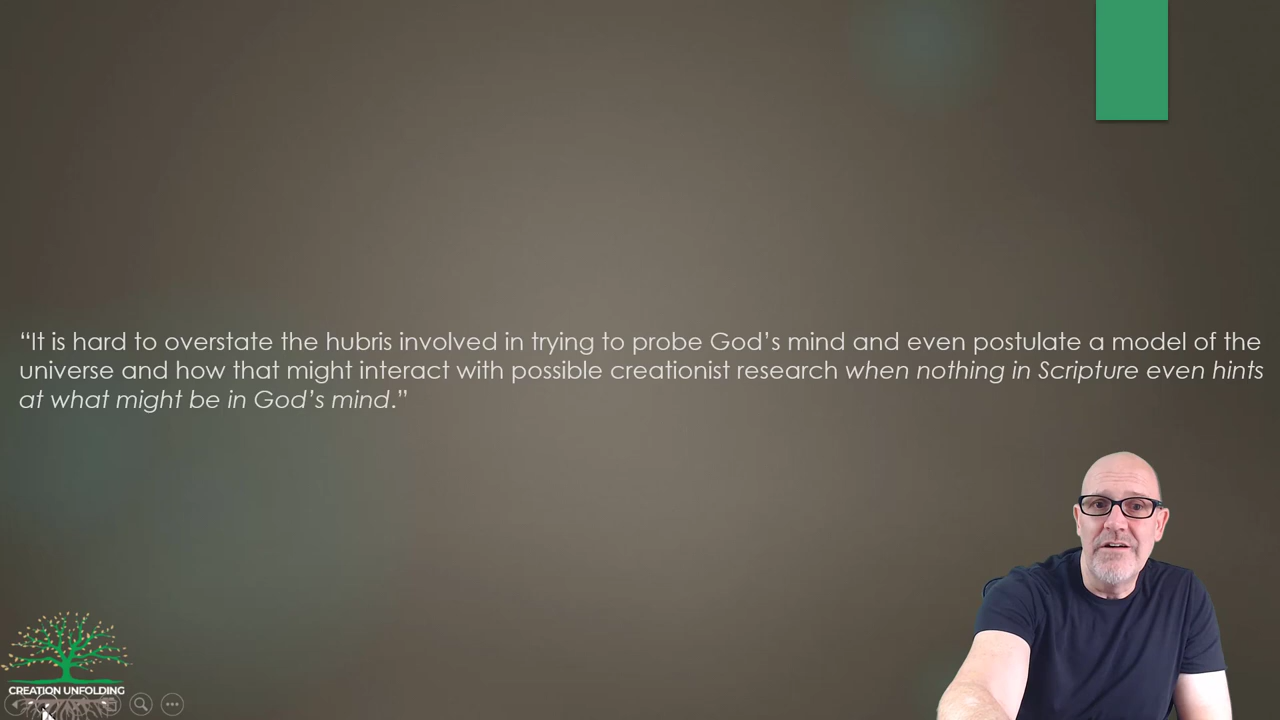 “It is hard to overstate the hubris involved in trying to probe God’s mind and even postulate a model of the
universe and how that might interact with possible creationist research when nothing in Scripture even hints
at what might be in God’s mind.”
CREATION UNFOLDING